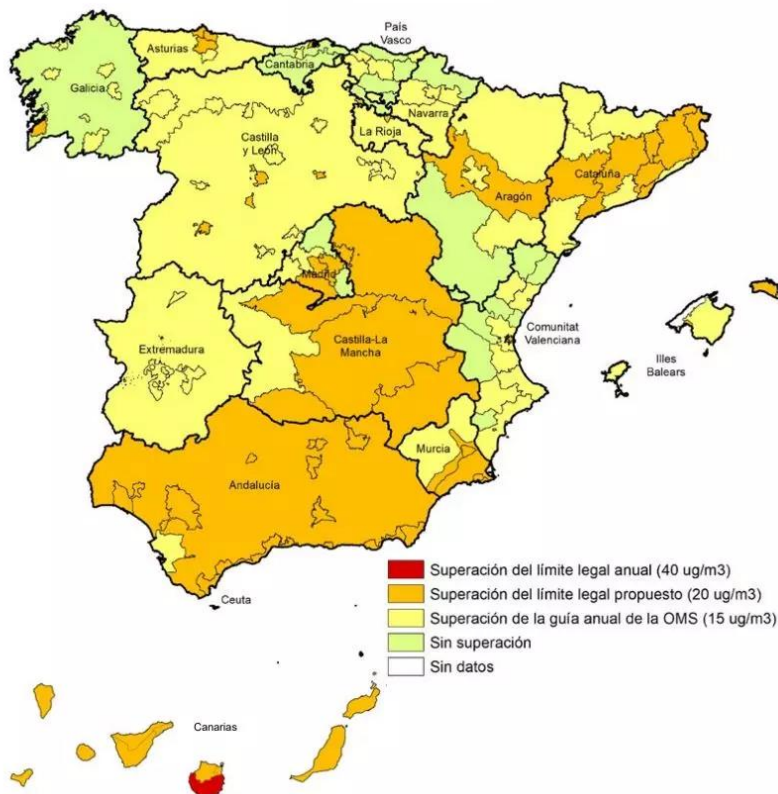 País
Vasco
Asturias
Cantabria
Galicia
Navarra
La Rioja
Castilla
y León
Cataluña
Aragón
Madrid
Comunitat
Valenciana
Castilla-La
Mancha
Extremadura
Illes
Balears
Murcia
Andalucía
Superación del límite legal anual (40 ug/m3)
Superación del límite legal propuesto (20 ug/m3)
Ceuta
Superación de la guía anual de la OMS (15 ug/m3)
Sin superación
Sin datos
Canarias